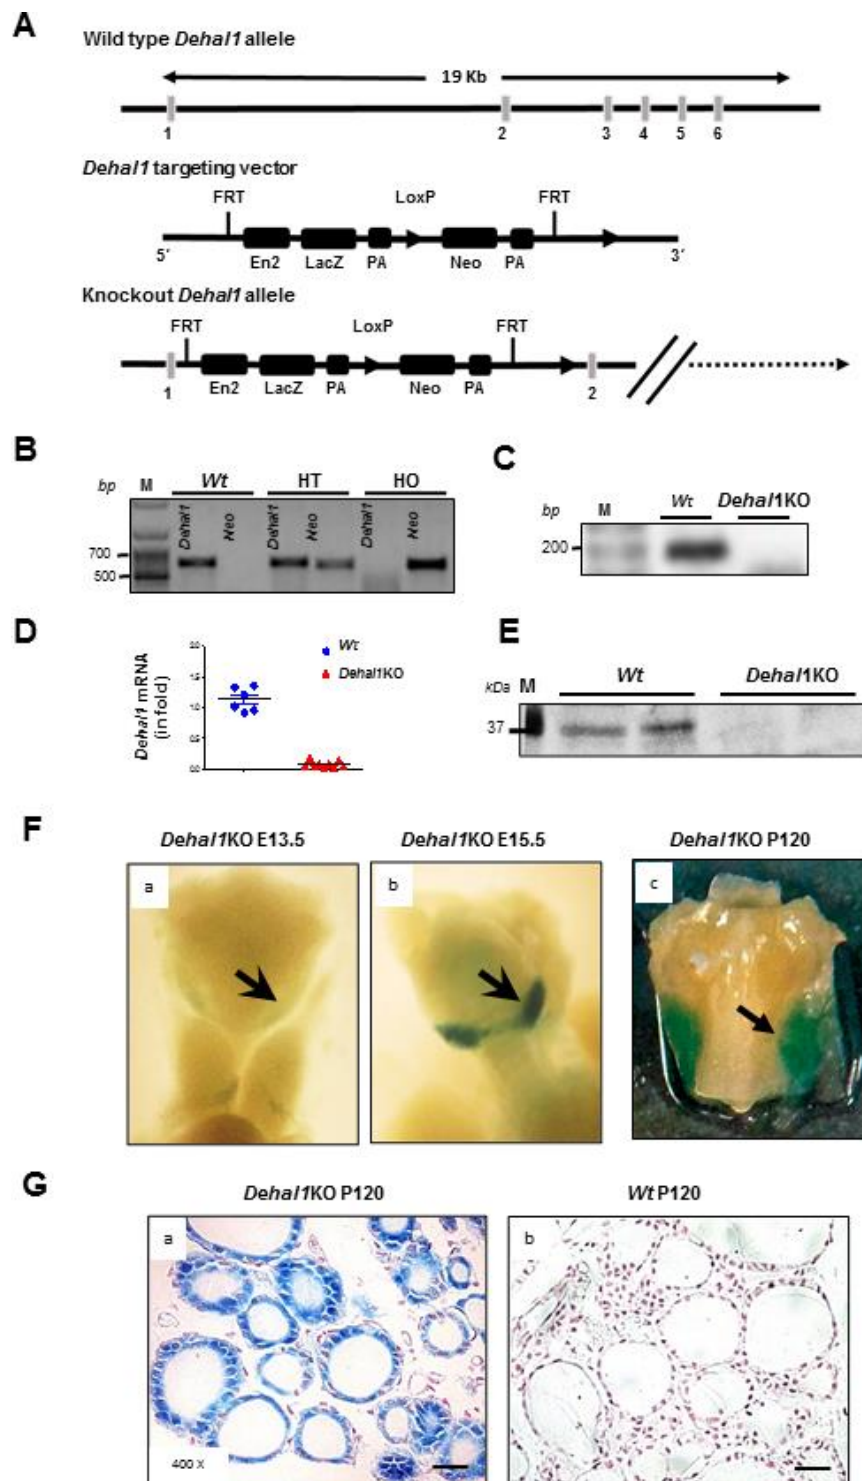 A
Wild type Dehal1 allele
19 Kb
1 2 3 4 5 6
Dehal1 targeting vector
FRT LoxP FRT
5′ 3′
En2 LacZ PA Neo PA
Knockout Dehal1 allele
FRT LoxP FRT
1 En2 LacZ PA Neo PA 2
B
bp M Wt HT HO
Dehal1 Neo Dehal1 Neo Dehal1 Neo
700
500
C
bp M Wt Dehal1KO
200
D
Dehal1 mRNA
(in fold)
1.5
1.0
Wt
Dehal1KO
E
kDa M Wt Dehal1KO
37
F
Dehal1KO E13.5 Dehal1KO E15.5 Dehal1KO P120
a b c
G
Dehal1KO P120 Wt P120
a b
400 X